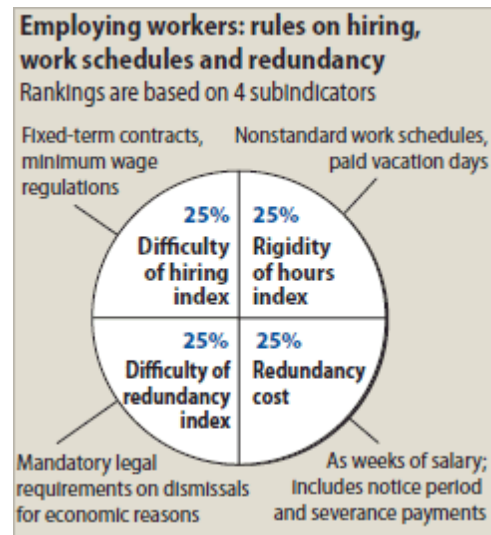 Employing workers: rules on hiring,
work schedules and redundancy
Rankings are based on 4 subindicators
Fixed-term contracts,
minimum wage
regulations
Nonstandard work schedules,
paid vacation days
25%
Difficulty
of hiring
index
25%
Rigidity
of hours
index
25%
Difficulty of
redundancy
index
25%
Redundancy
cost
Mandatory legal
requirements on dismissals
for economic reasons
As weeks of salary;
includes notice period
and severance payments